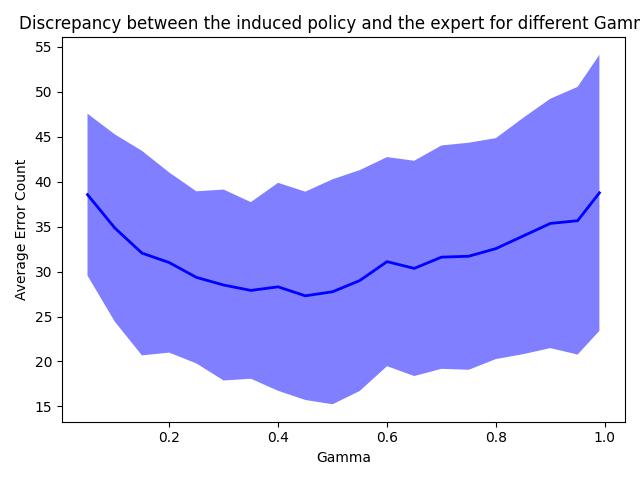 Discrepancy between the induced policy and the expert for different Gamm
55
50
45
40
35
30
25
20
15
Average Error Count
0.2 0.4 0.6 0.8 1.0
Gamma